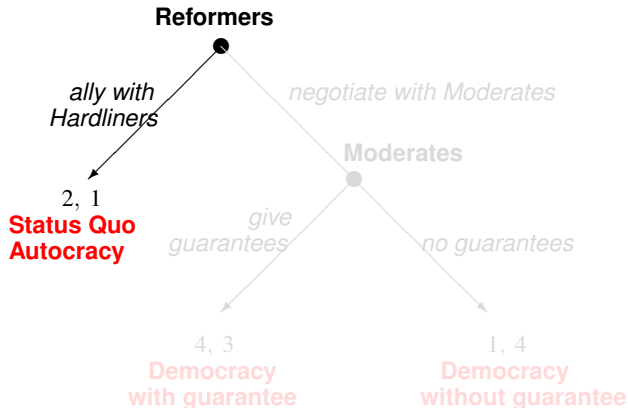 Reformers
ally with
Hardliners
negotiate with Moderates
Moderates
2, 1
Status Quo
Autocracy
give
guarantees
no guarantees
4, 3
Democracy
with guarantee
1, 4
Democracy
without guarantee